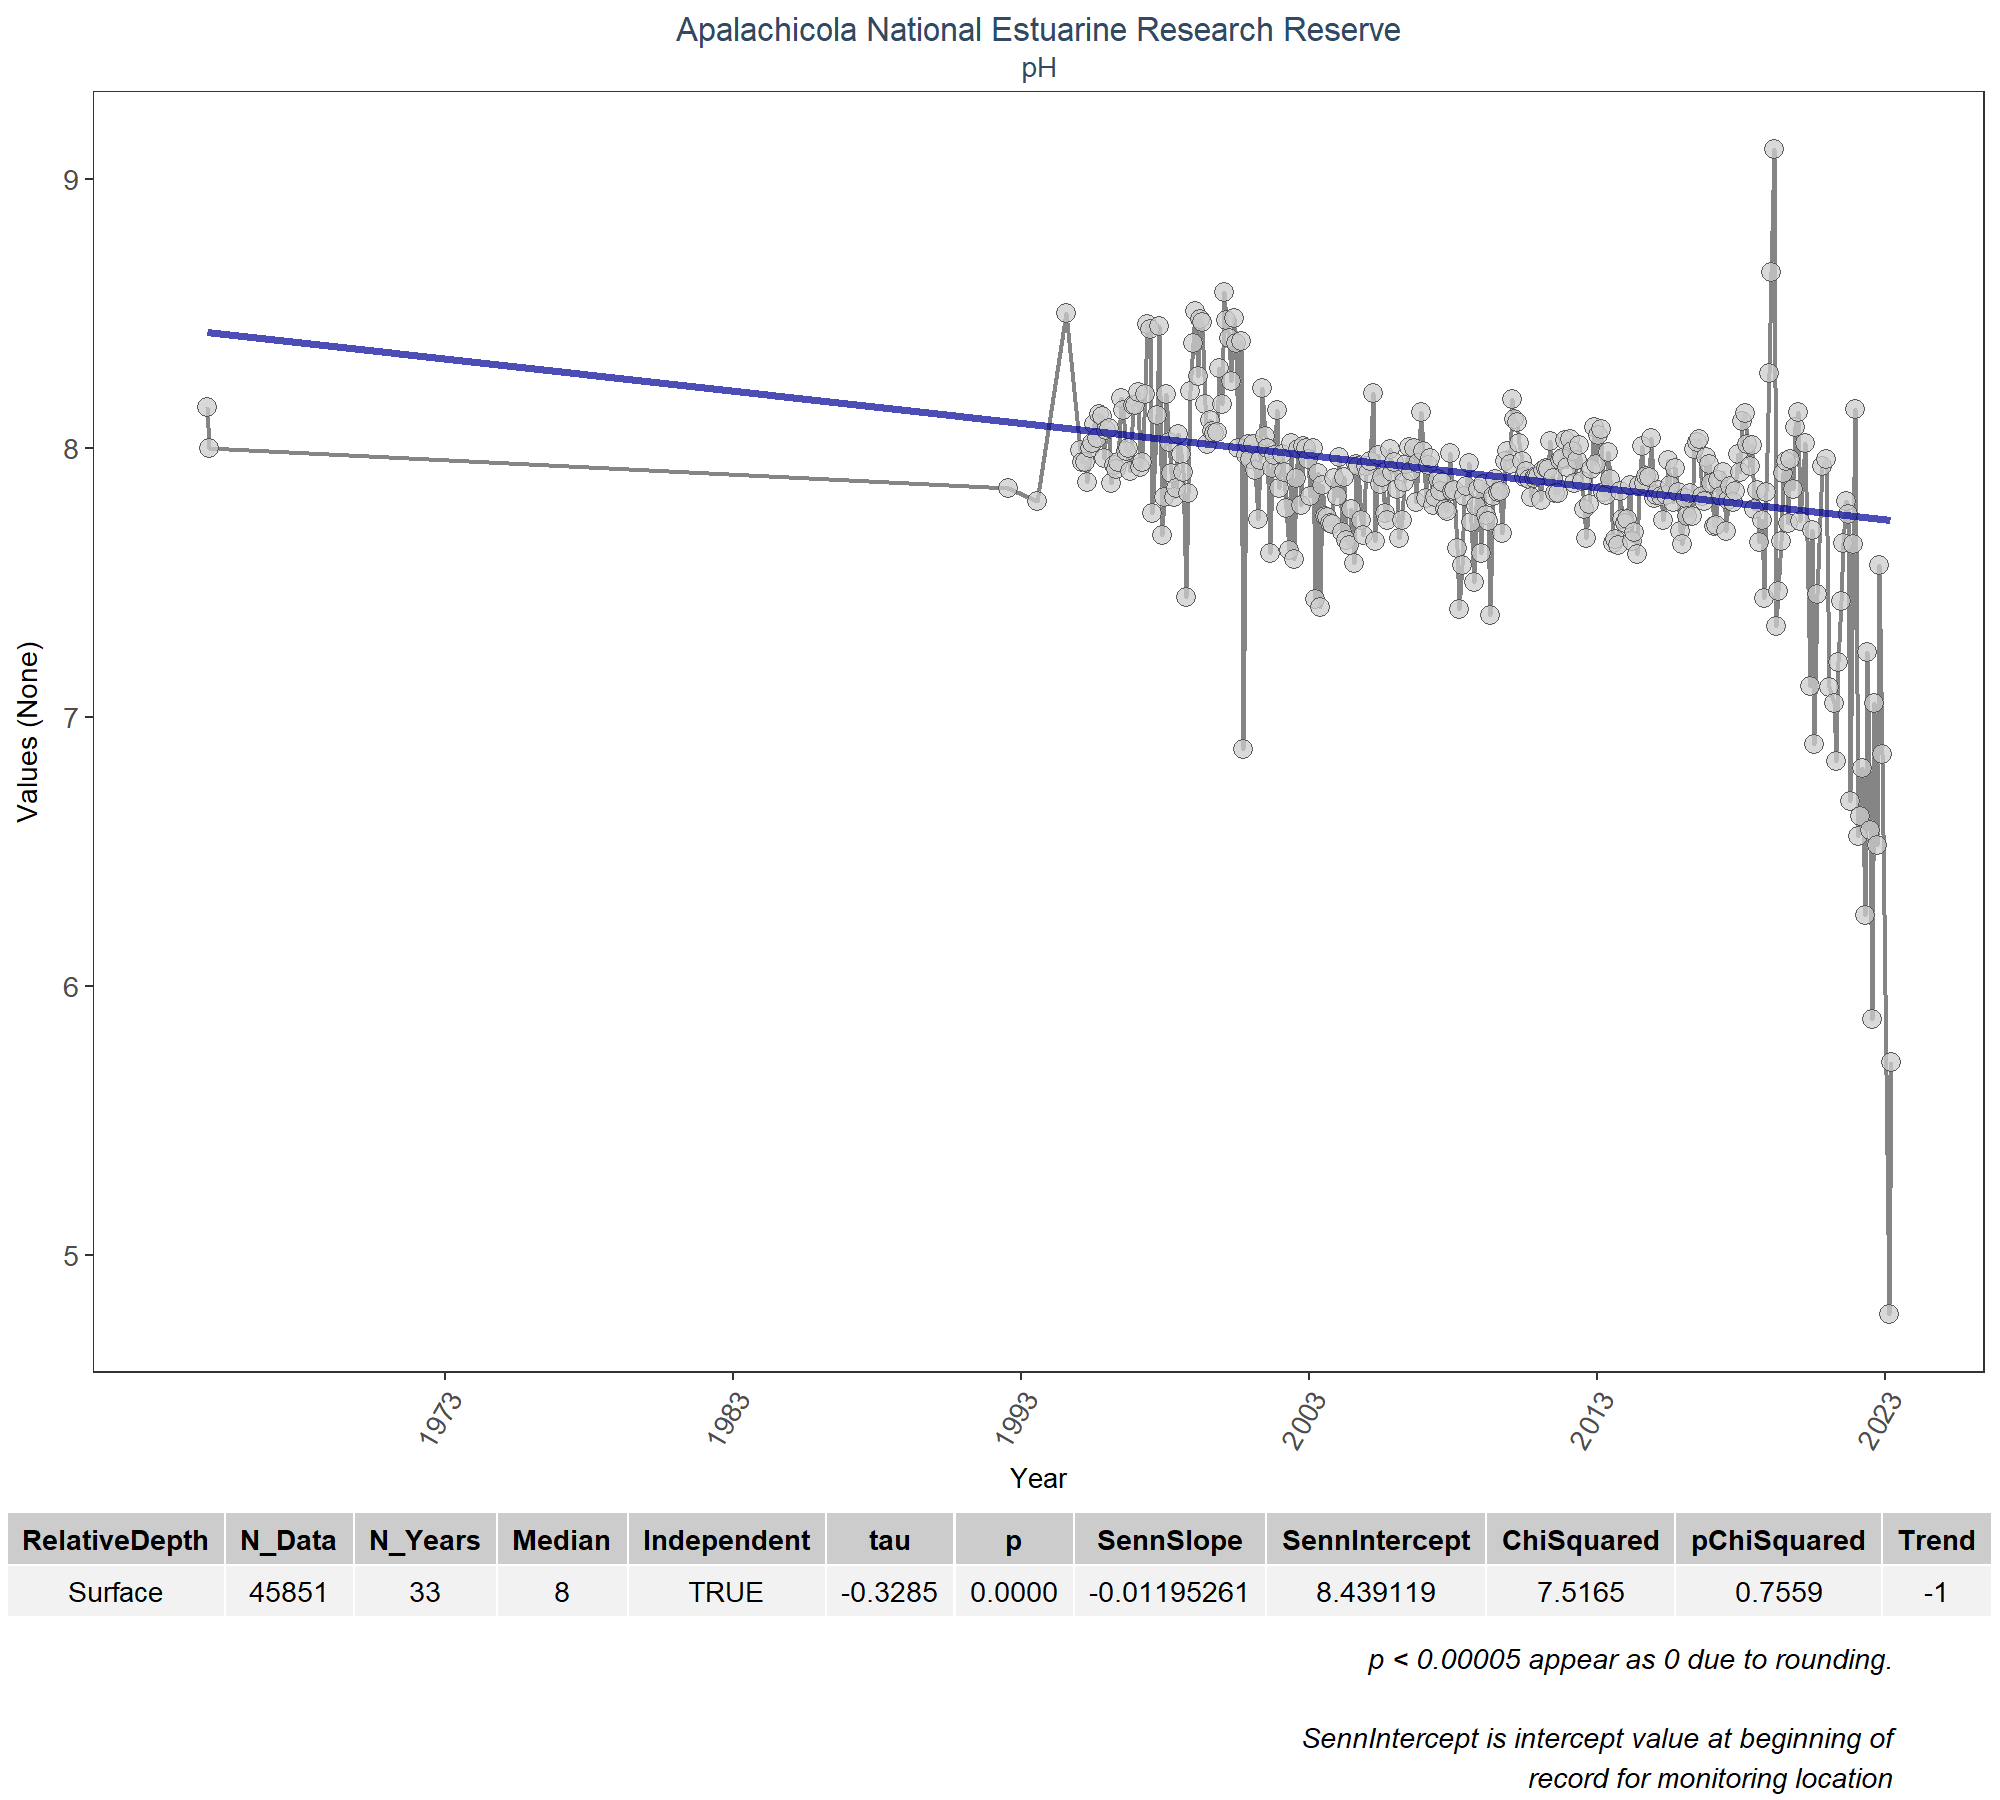 Apalachicola National Estuarine Research Reserve
pH
Values (None)
9
8
7
6
5
1973 1983 1993 2003 2013 2023
Year
RelativeDepth N_Data N_Years Median Independent tau p SennSlope SennIntercept ChiSquared pChiSquared Trend
Surface 45851 33 8 TRUE -0.3285 0.0000 -0.01195261 8.439119 7.5165 0.7559 -1
p < 0.00005 appear as 0 due to rounding.
SennIntercept is intercept value at beginning of
record for monitoring location